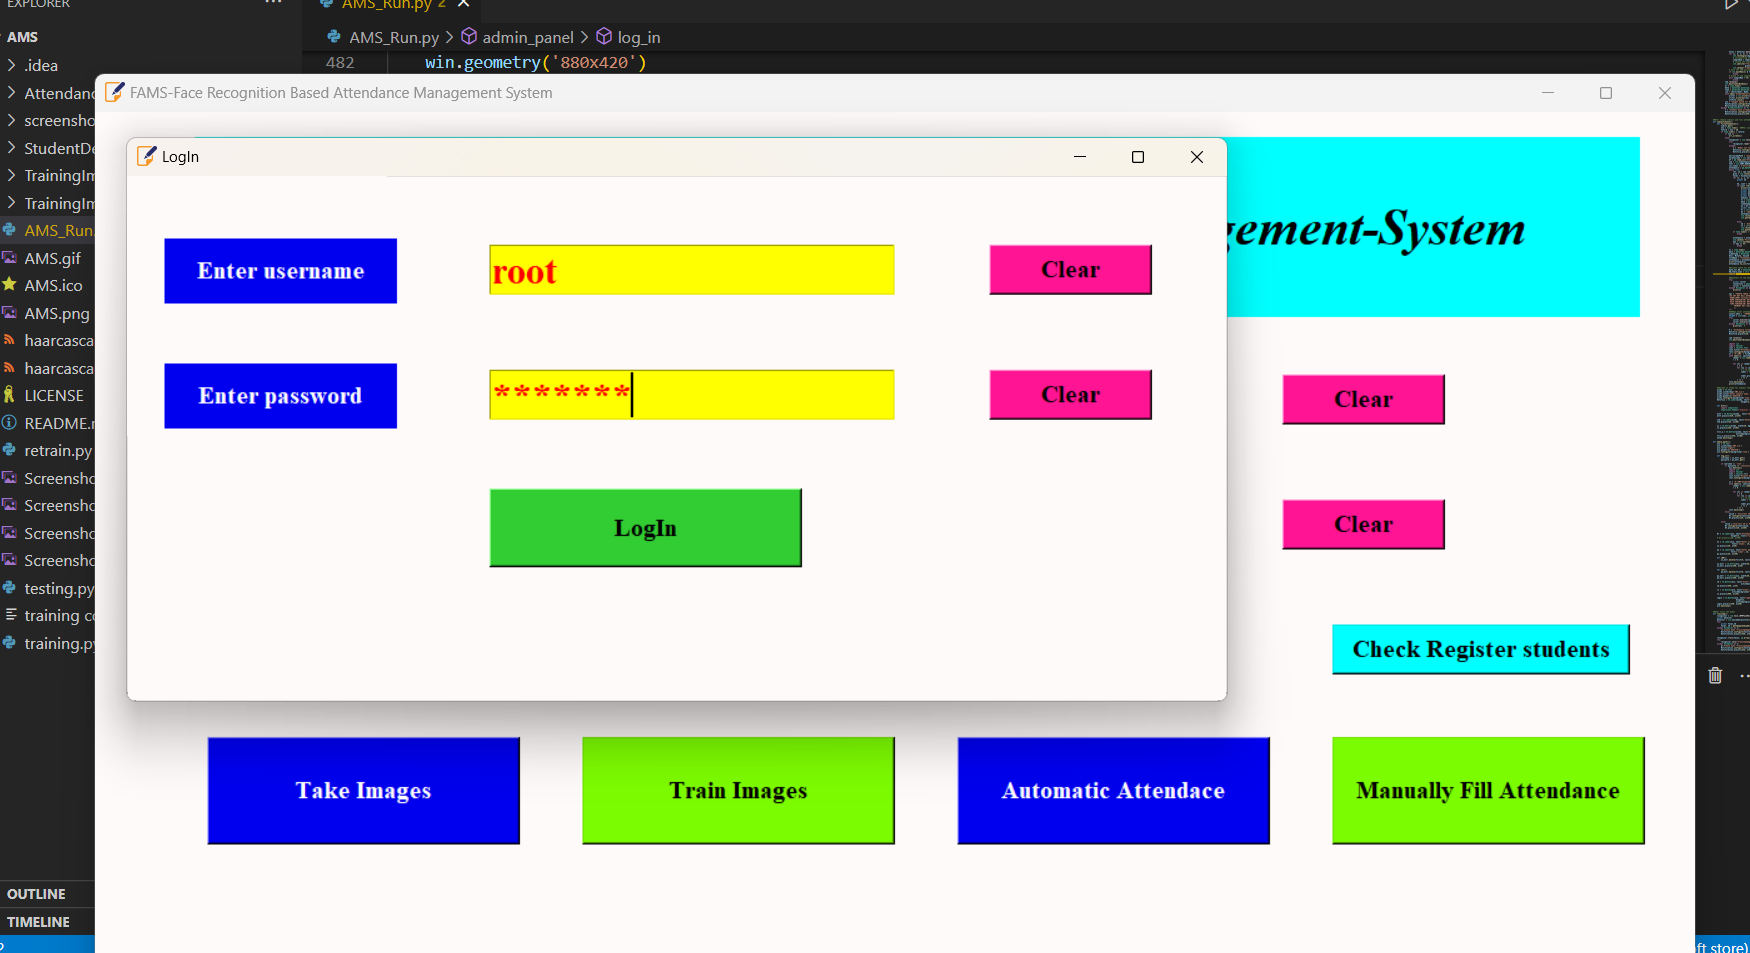 EXPLORER
···
AMS_Run.py 2
AMS
AMS_Run.py > admin_panel > log_in
.idea
482 win.geometry('880x420')
Attendanc
FAMS-Face Recognition Based Attendance Management System
screensho
StudentDe
LogIn
TrainingIm
TrainingIm
gement-System
AMS_Run.
AMS.gif
Enter username
root
Clear
AMS.ico
AMS.png
haarcasca
haarcasca
Enter password
*******
Clear
Clear
LICENSE
README.r
retrain.py
Screensho
Screensho
LogIn
Clear
Screensho
Screensho
testing.py
training co
training.py
Check Register students
Take Images
Train Images
Automatic Attendace
Manually Fill Attendance
OUTLINE
TIMELINE
ft store)